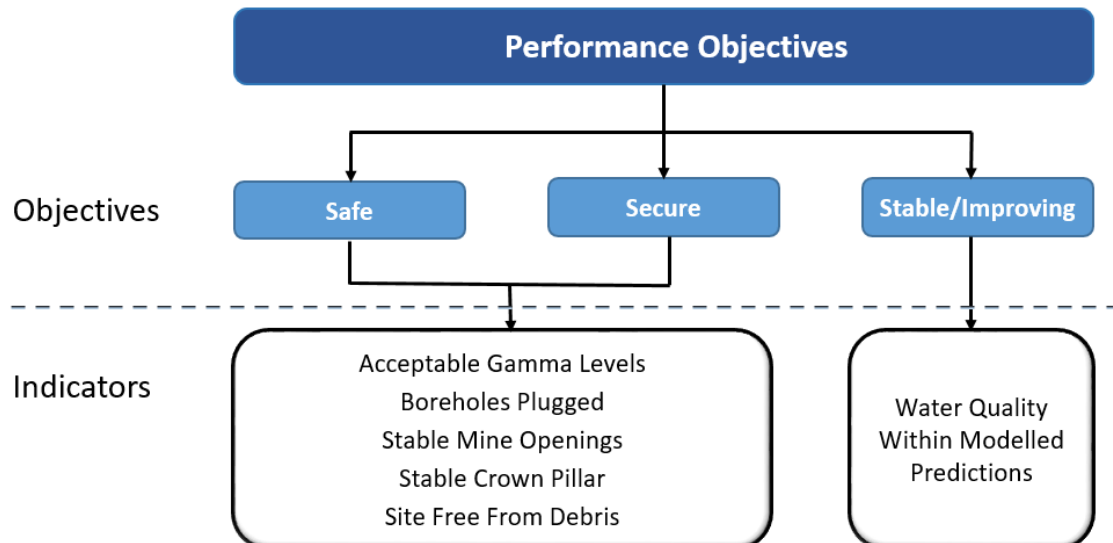 Performance Objectives
Objectives
Safe
Secure
Stable/Improving
Indicators
Acceptable Gamma Levels
Boreholes Plugged
Stable Mine Openings
Stable Crown Pillar
Site Free From Debris
Water Quality
Within Modelled
Predictions